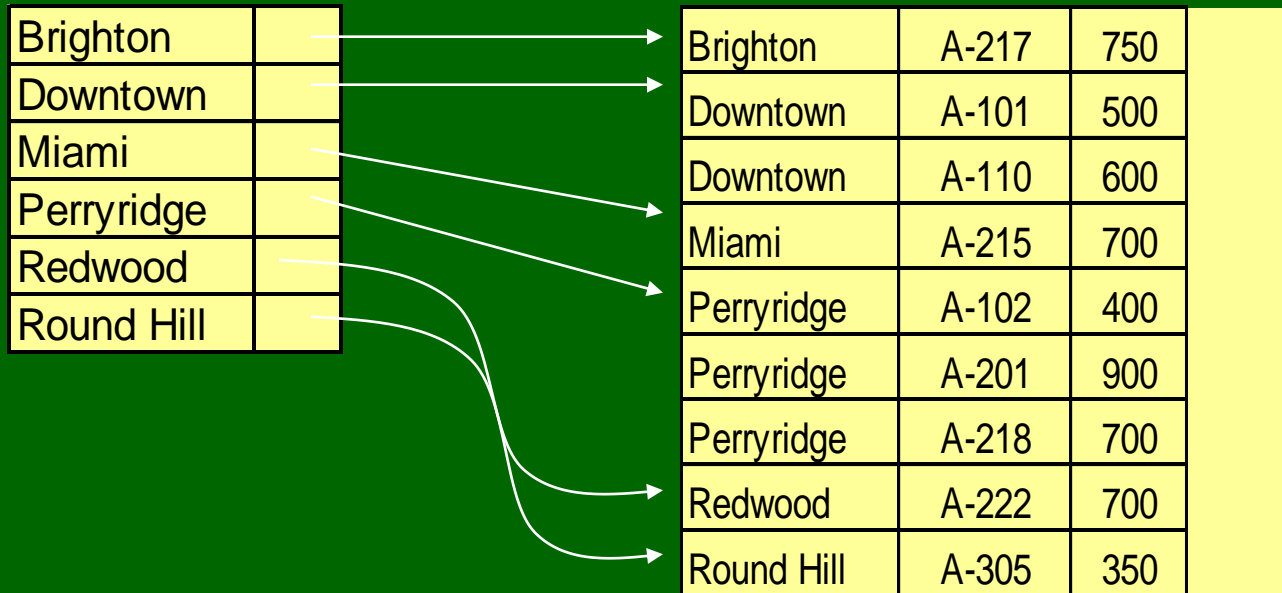 Brighton
Downtown
Miami
Perryridge
Redwood
Round Hill
Brighton A-217 750
Downtown A-101 500
Downtown A-110 600
Miami A-215 700
Perryridge A-102 400
Perryridge A-201 900
Perryridge A-218 700
Redwood A-222 700
Round Hill A-305 350